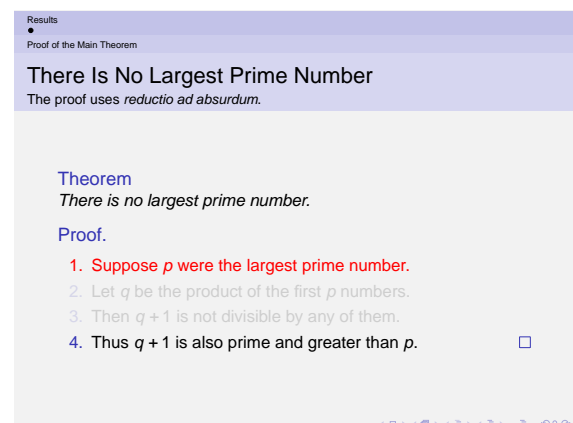 Results
Proof of the Main Theorem
There Is No Largest Prime Number
The proof uses reductio ad absurdum.
Theorem
There is no largest prime number.
Proof.
1. Suppose p were the largest prime number.
2. Let q be the product of the first p numbers.
3. Then q + 1 is not divisible by any of them.
4. Thus q + 1 is also prime and greater than p.